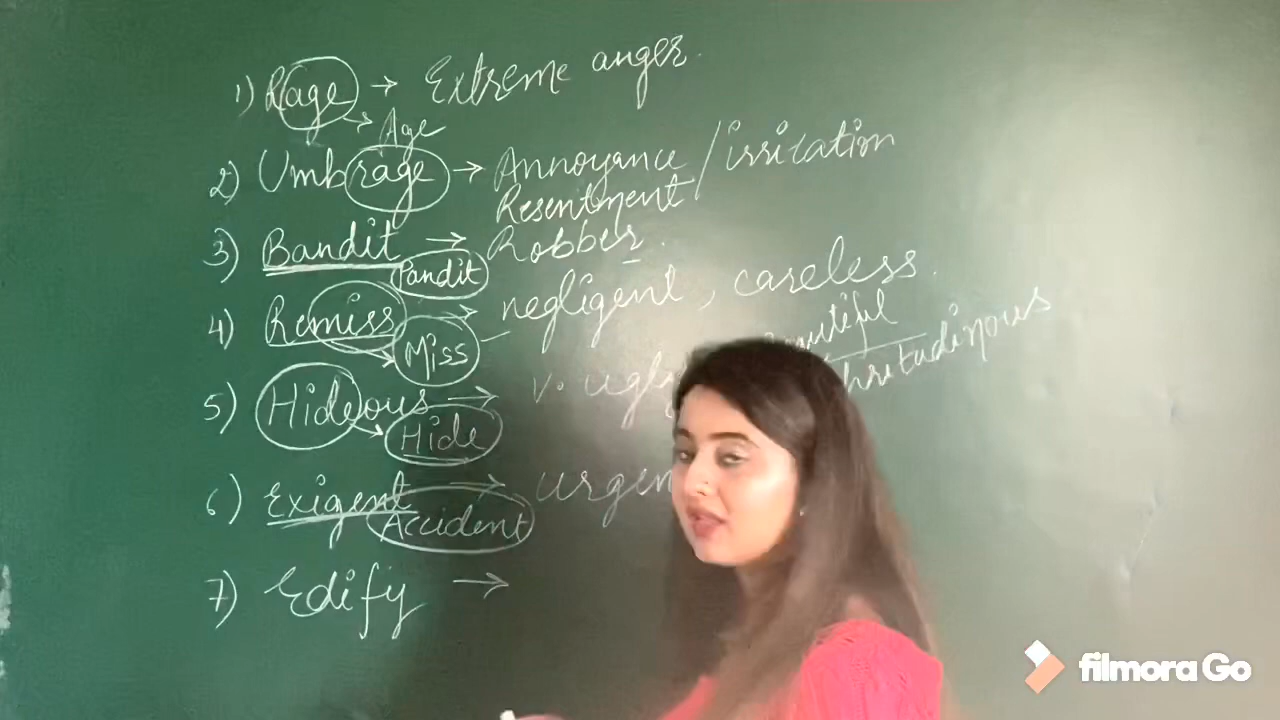 1) Rage → Extreme anger.
→ Age
2) Umbrage → Annoyance / irritation
Resentment
3) Bandit → Robber.
Pandit
4) Remiss → negligent, careless.
Miss
5) Hideous → v. ugly
Hide
6) Exigent →
Accident
7) Edify →
filmora Go